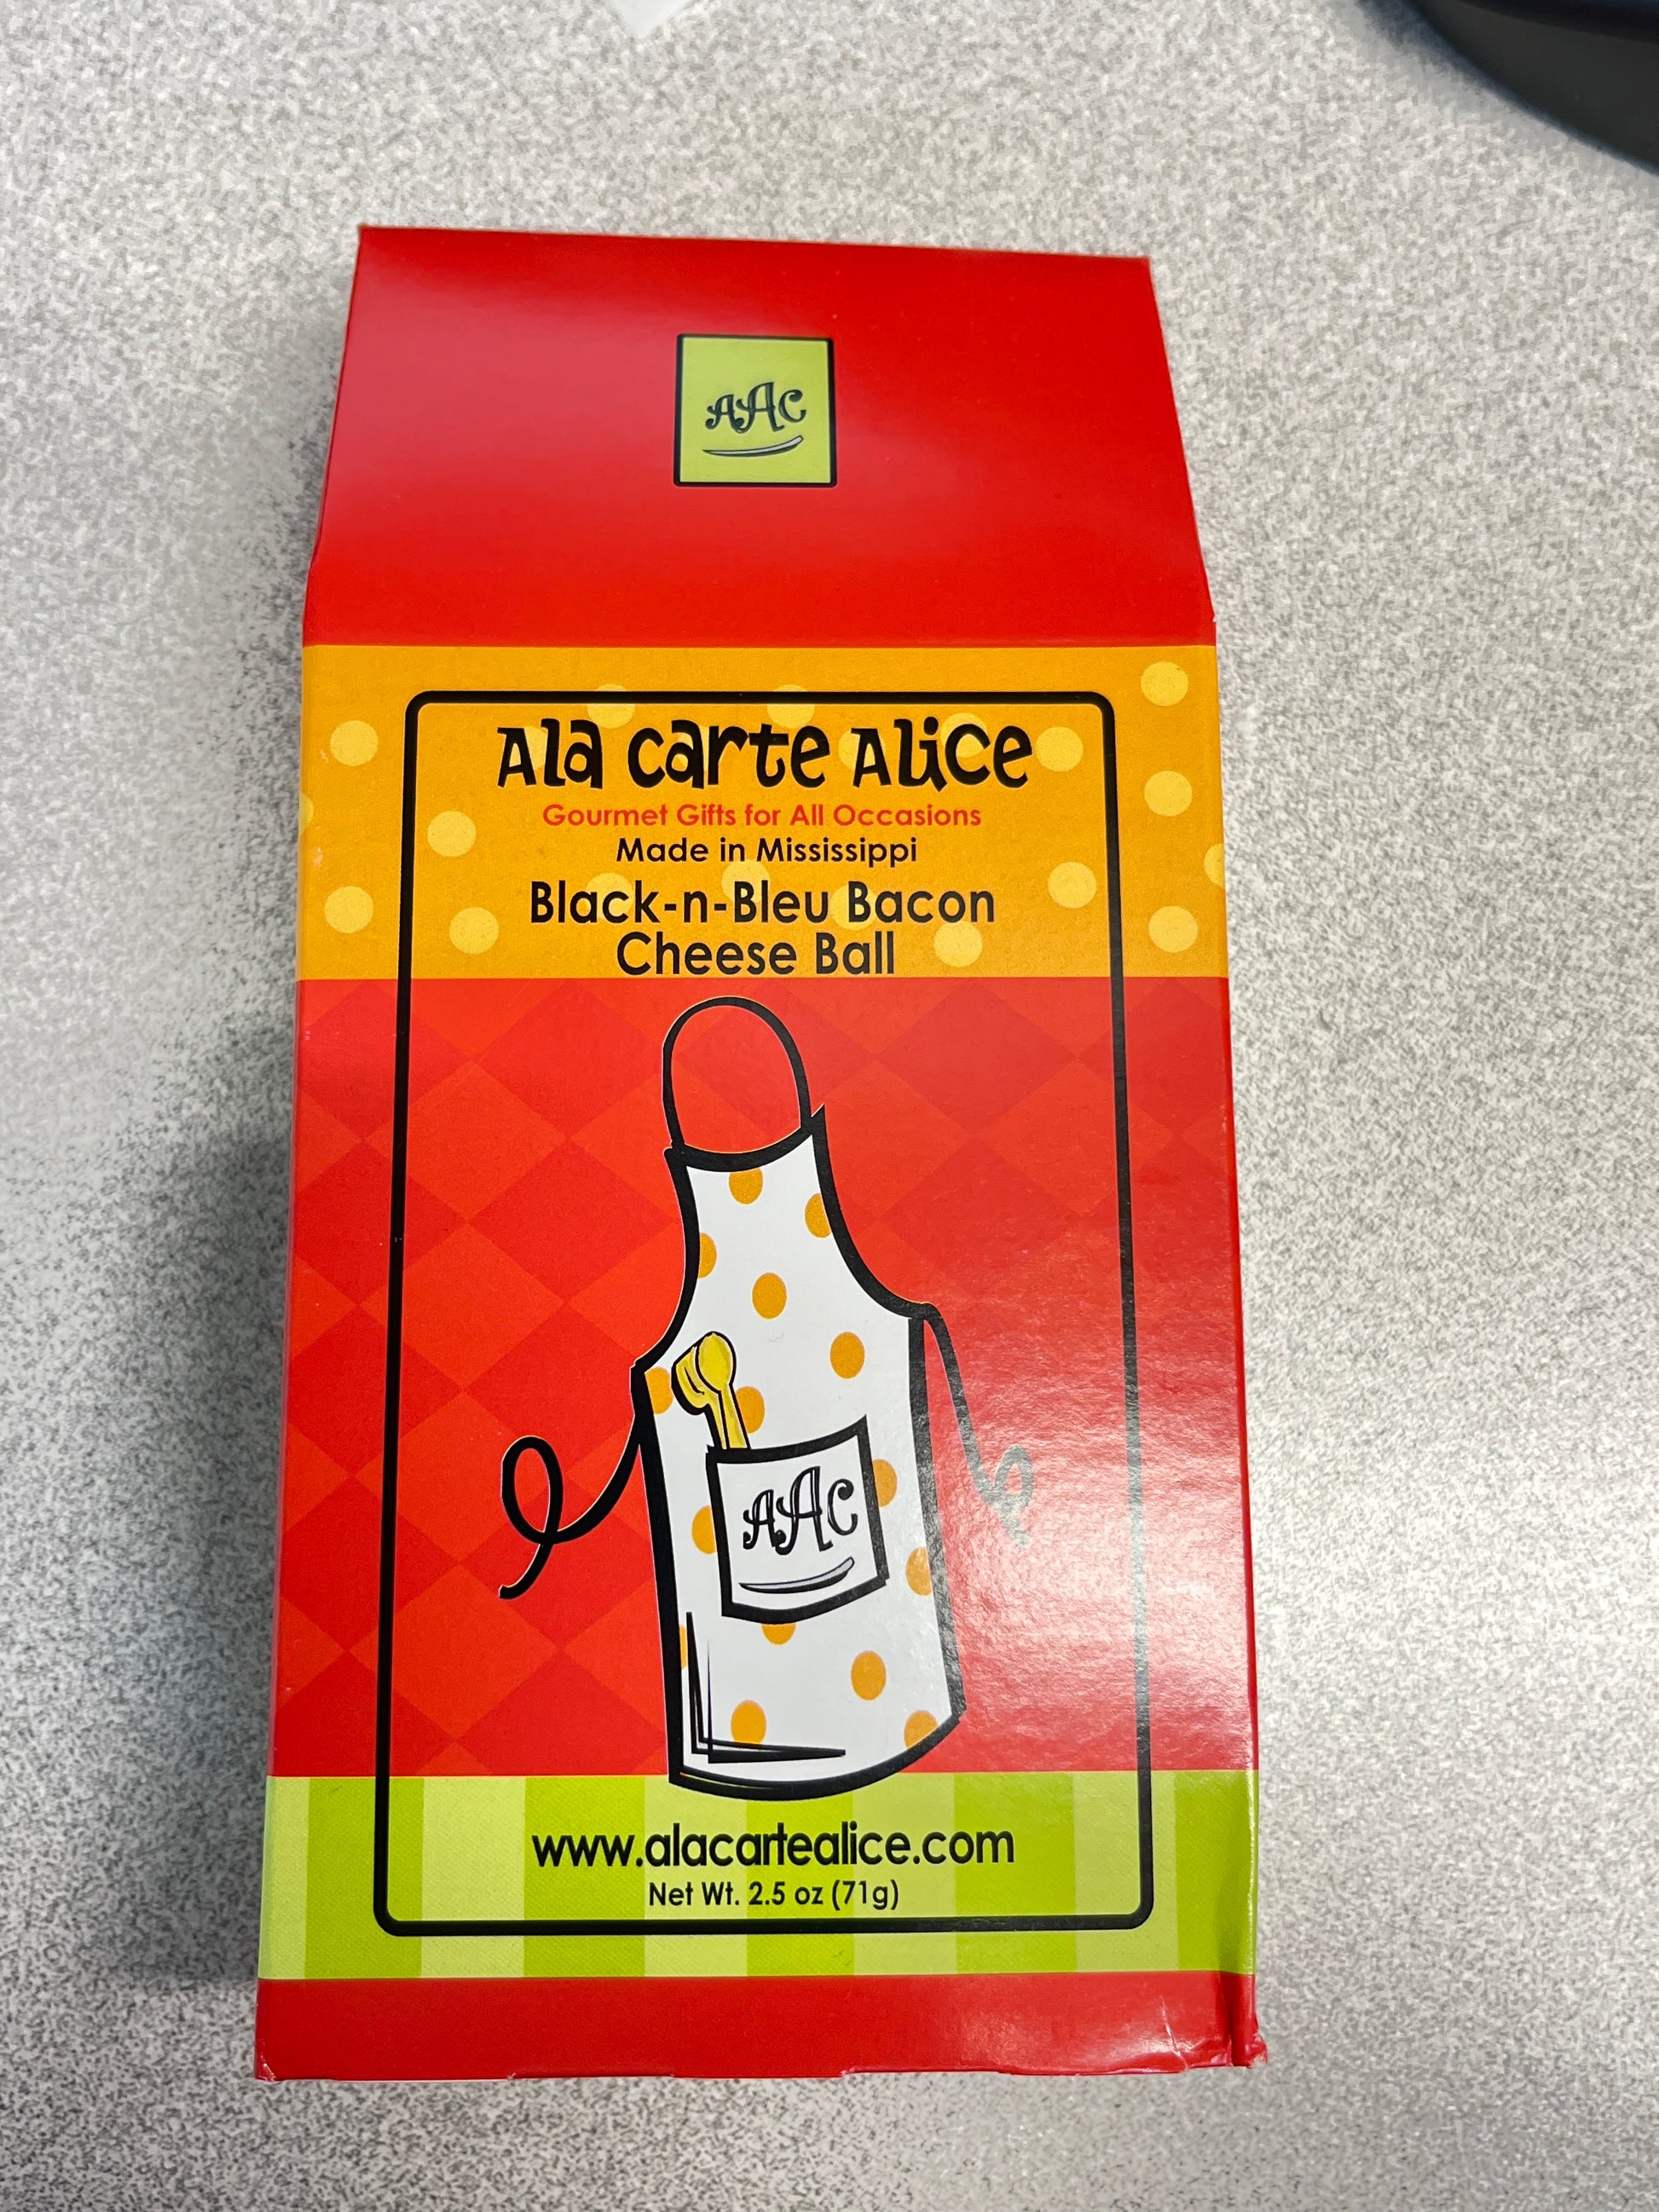 AAC
Ala carte Alice
Gourmet Gifts for All Occasions
Made in Mississippi
Black-n-Bleu Bacon
Cheese Ball
AAC
www.alacartealice.com
Net Wt. 2.5 oz (71g)